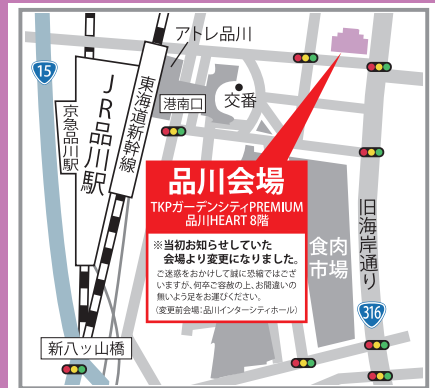 アトレ品川
15
JR品川駅
京急品川駅
東海道新幹線
港南口
交番
品川会場
TKPガーデンシティPREMIUM
品川HEART 8階
※当初お知らせしていた
会場より変更になりました。
ご迷惑をおかけして誠に恐縮ではござ
いますが、何卒ご容赦の上、お間違いの
無いよう足をお運びください。
(変更前会場:品川インターシティホール)
食肉
市場
旧海岸通り
316
新八ッ山橋